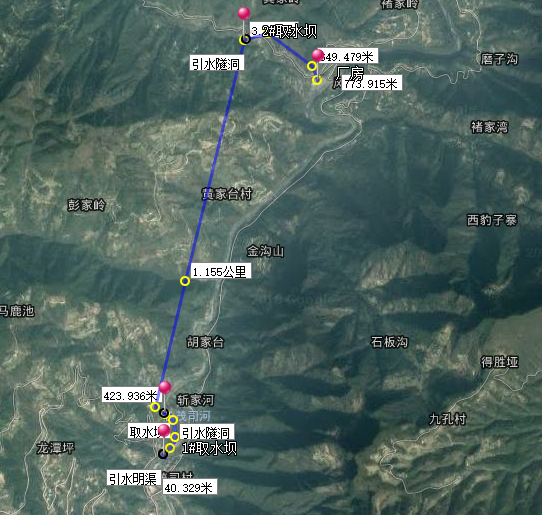 褚家岭
2#取水坝
849.479米
磨子沟
引水隧洞
厂房
773.915米
褚家湾
黄家台村
彭家岭
西豹子寨
金沟山
1.155公里
马鹿池
胡家台
石板沟
得胜垭
423.936米
斩家河
九孔村
取水坝
引水隧洞
1#取水坝
龙潭坪
引水明渠
40.329米